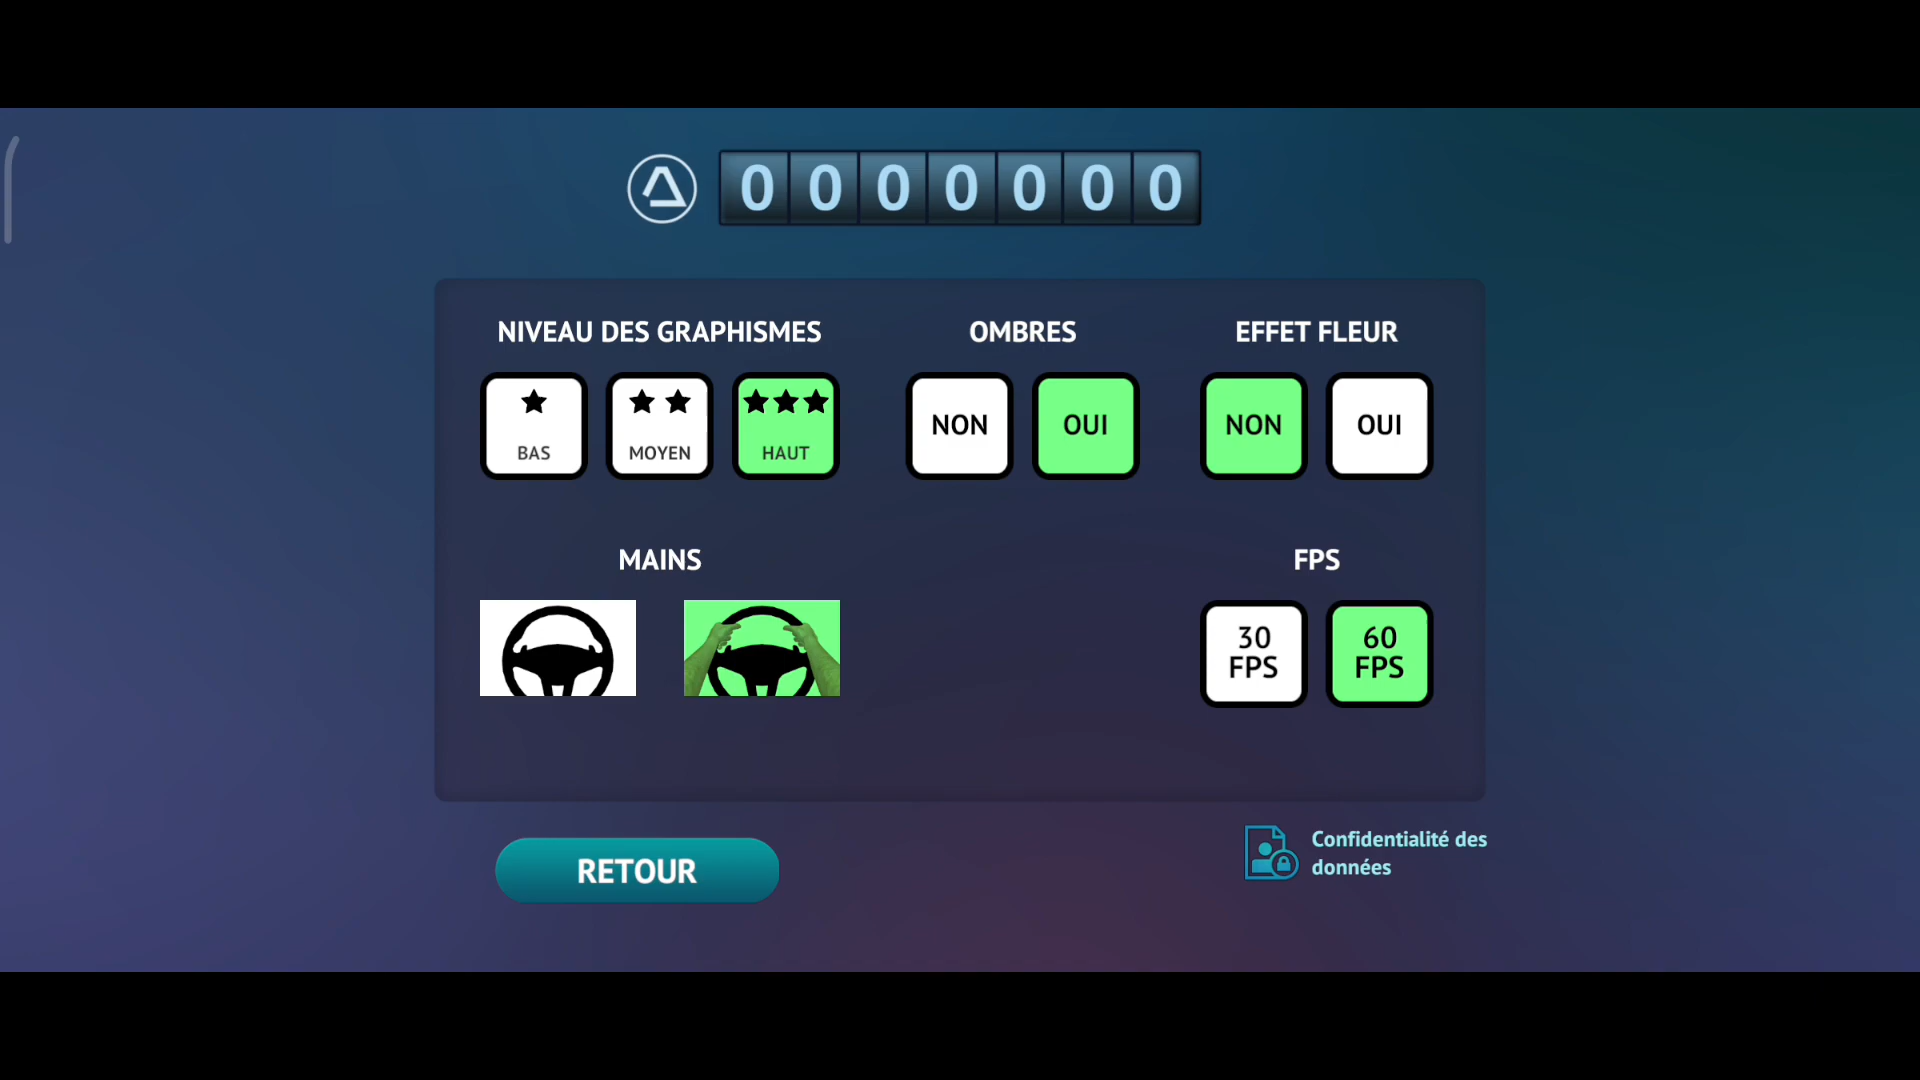 0000000
NIVEAU DES GRAPHISMES OMBRES EFFET FLEUR
BAS MOYEN HAUT NON OUI NON OUI
MAINS FPS
30 FPS 60 FPS
RETOUR
Confidentialité des
données